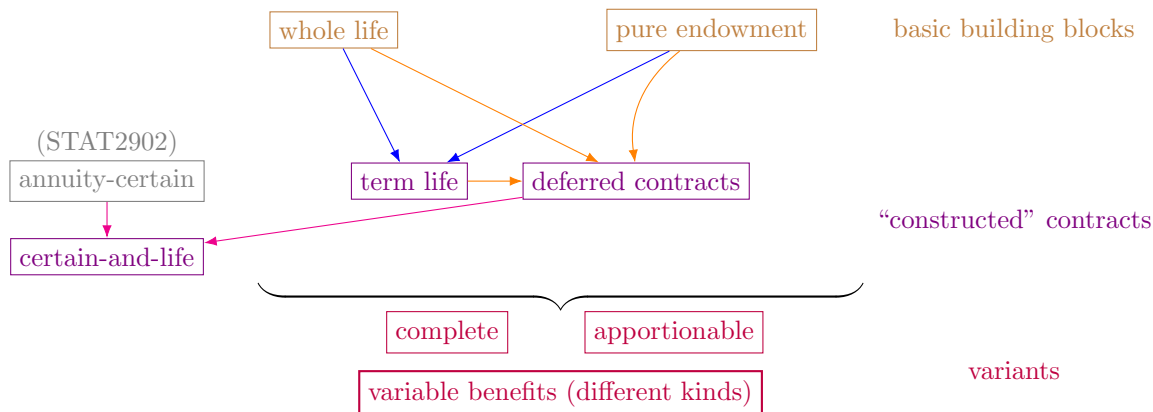 whole life
pure endowment
basic building blocks
(STAT2902)
annuity-certain
term life
deferred contracts
“constructed” contracts
certain-and-life
complete
apportionable
variants
variable benefits (different kinds)